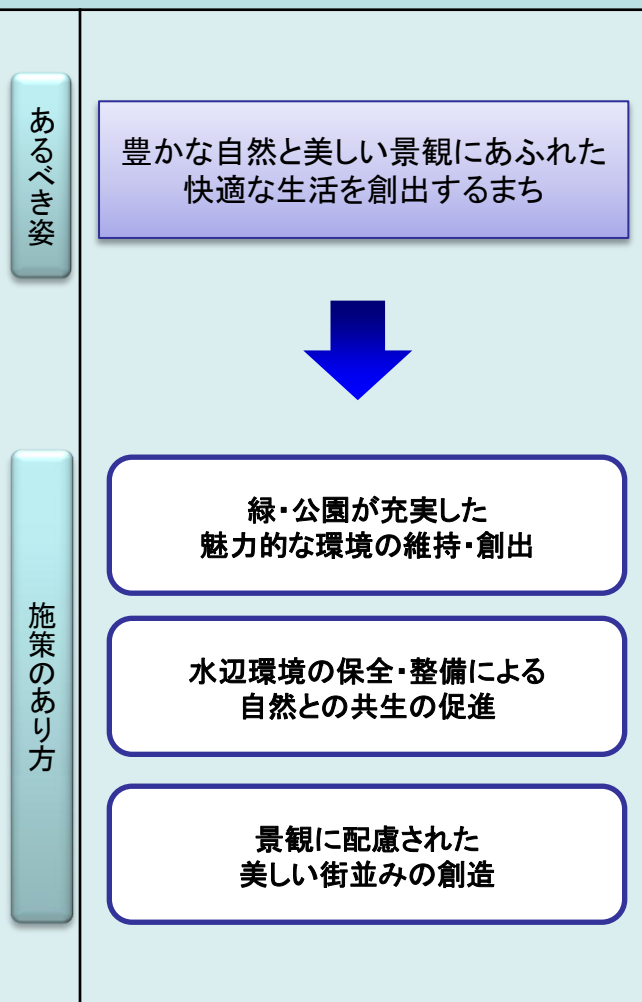 あるべき姿
豊かな自然と美しい景観にあふれた
快適な生活を創出するまち
施策のあり方
緑・公園が充実した
魅力的な環境の維持・創出
水辺環境の保全・整備による
自然との共生の促進
景観に配慮された
美しい街並みの創造